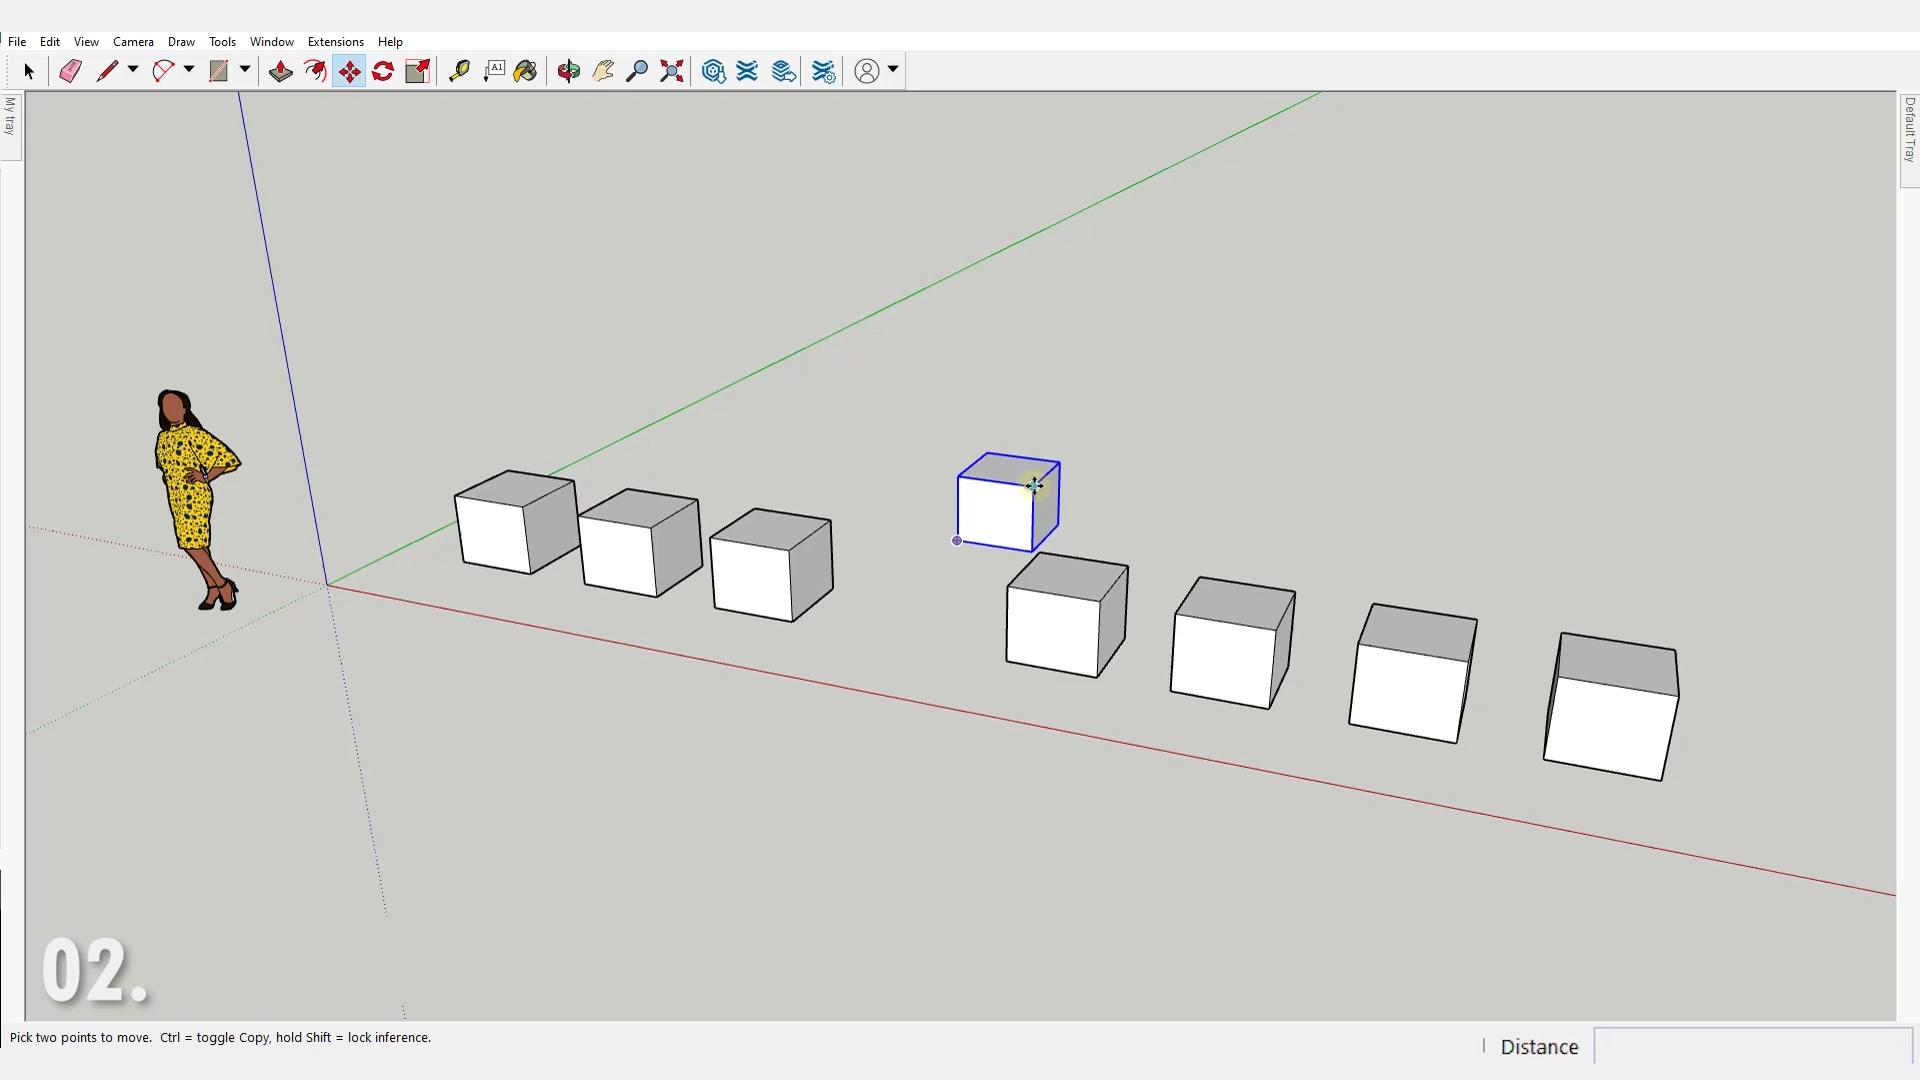 File Edit View Camera Draw Tools Window Extensions Help
A1
My tray
Default Tray
02.
Pick two points to move. Ctrl = toggle Copy, hold Shift = lock inference.
Distance